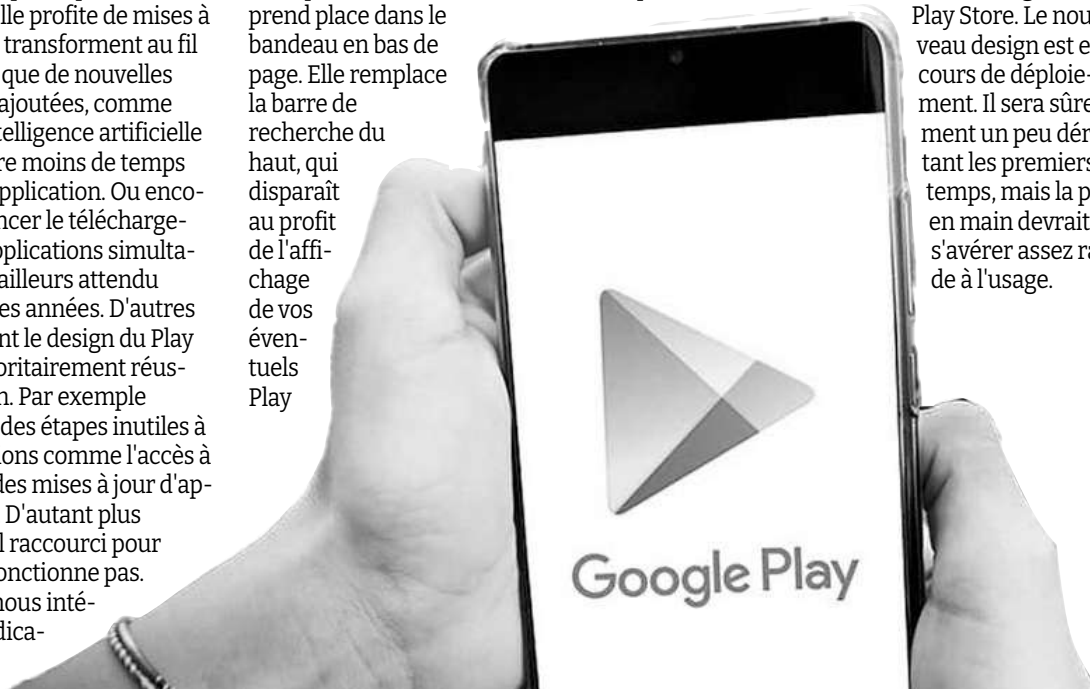 lle profite de mises à
transforment au fil
que de nouvelles
ajoutées, comme
telligence artificielle
re moins de temps
pplication. Ou enco-
ncer le télécharge-
pplications simulta-
ailleurs attendu
es années. D'autres
nt le design du Play
oritairement réus-
n. Par exemple
des étapes inutiles à
ions comme l'accès à
des mises à jour d'ap-
D'autant plus
l raccourci pour
onctionne pas.
nous inté-
dica-
prend place dans le
bandeau en bas de
page. Elle remplace
la barre de
recherche du
haut, qui
disparaît
au profit
de l'affi-
chage
de vos
éven-
tuels
Play
Play Store. Le nou
veau design est e
cours de déploie-
ment. Il sera sûre
ment un peu dér
tant les premiers
temps, mais la p
en main devrait
s'avérer assez ra
de à l'usage.
Google Play